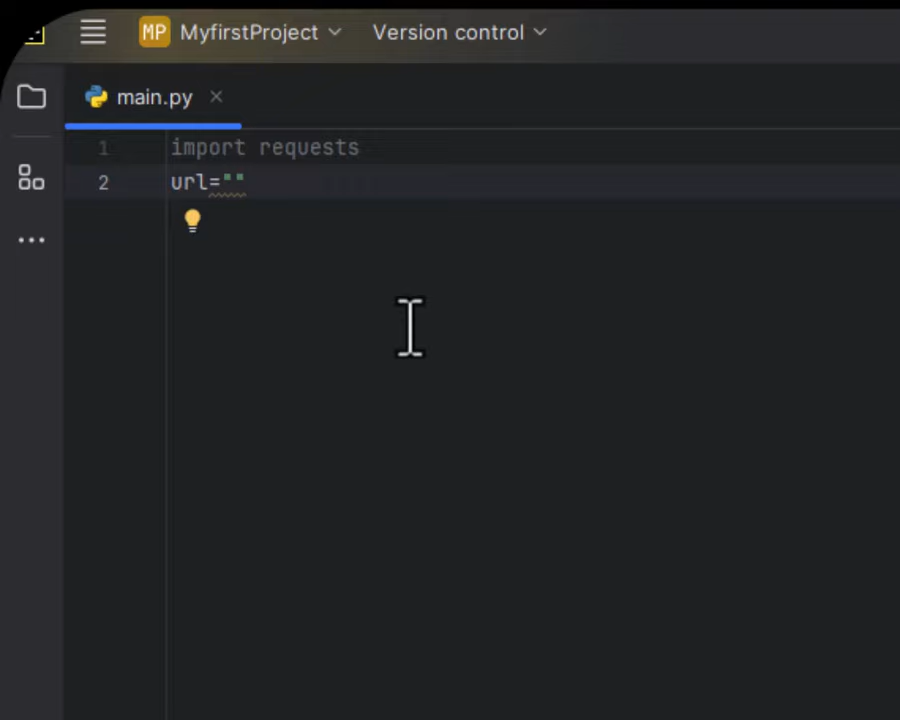 MP MyfirstProject Version control
main.py
1 import requests
2 url=""